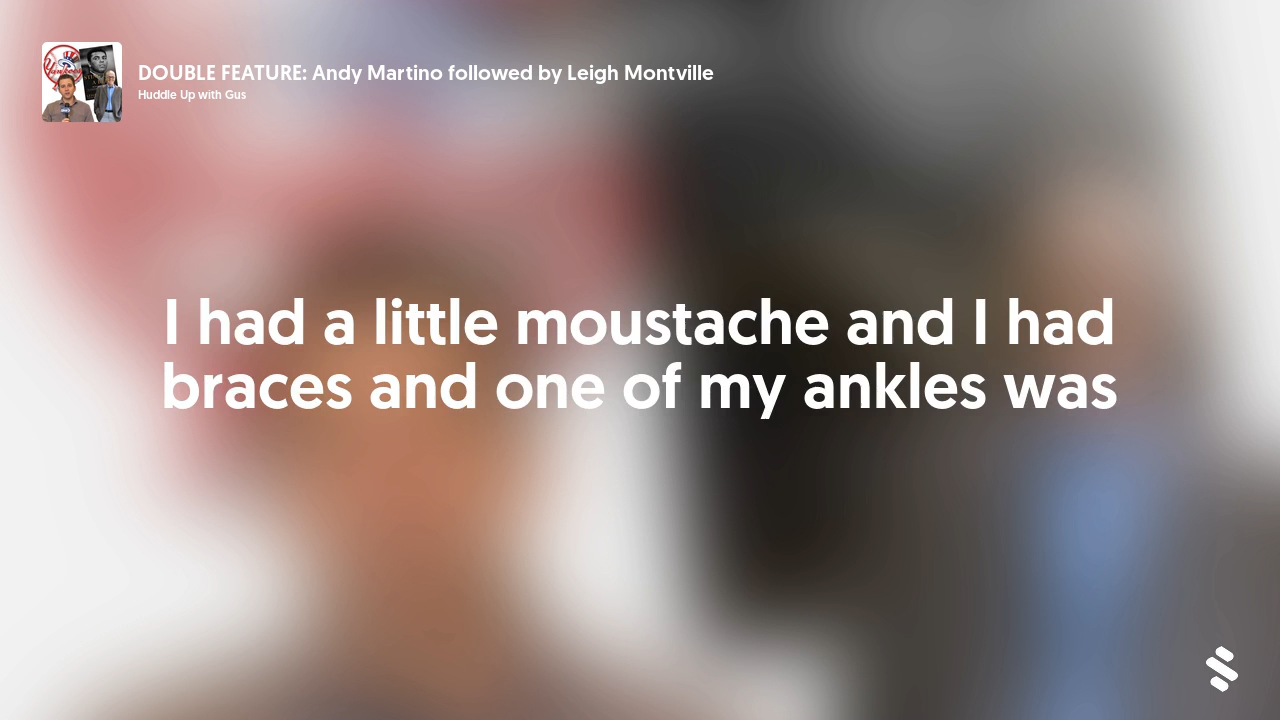 DOUBLE FEATURE: Andy Martino followed by Leigh Montville
Huddle Up with Gus
Yankees
I had a little moustache and I had
braces and one of my ankles was